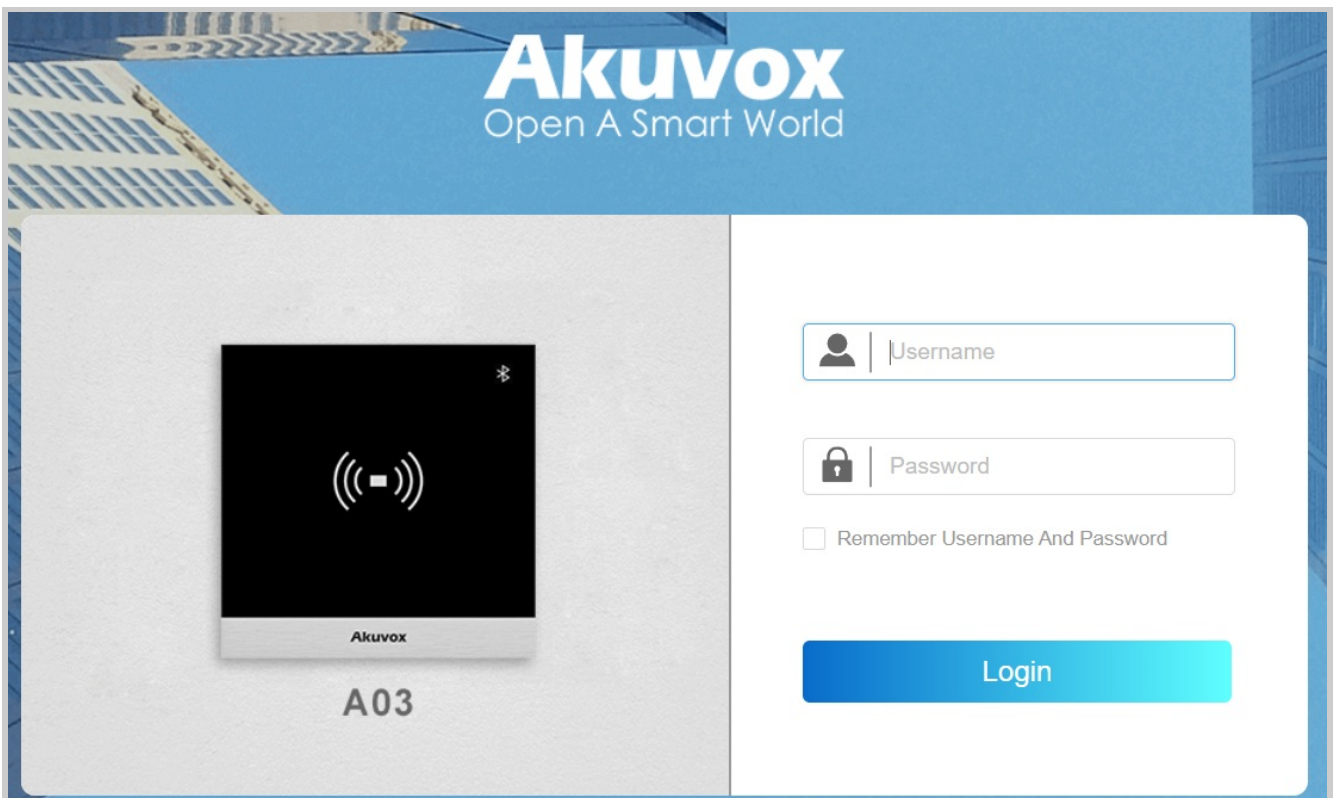 Akuvox
Open A Smart World
Akuvox
A03
Username
Password
Remember Username And Password
Login